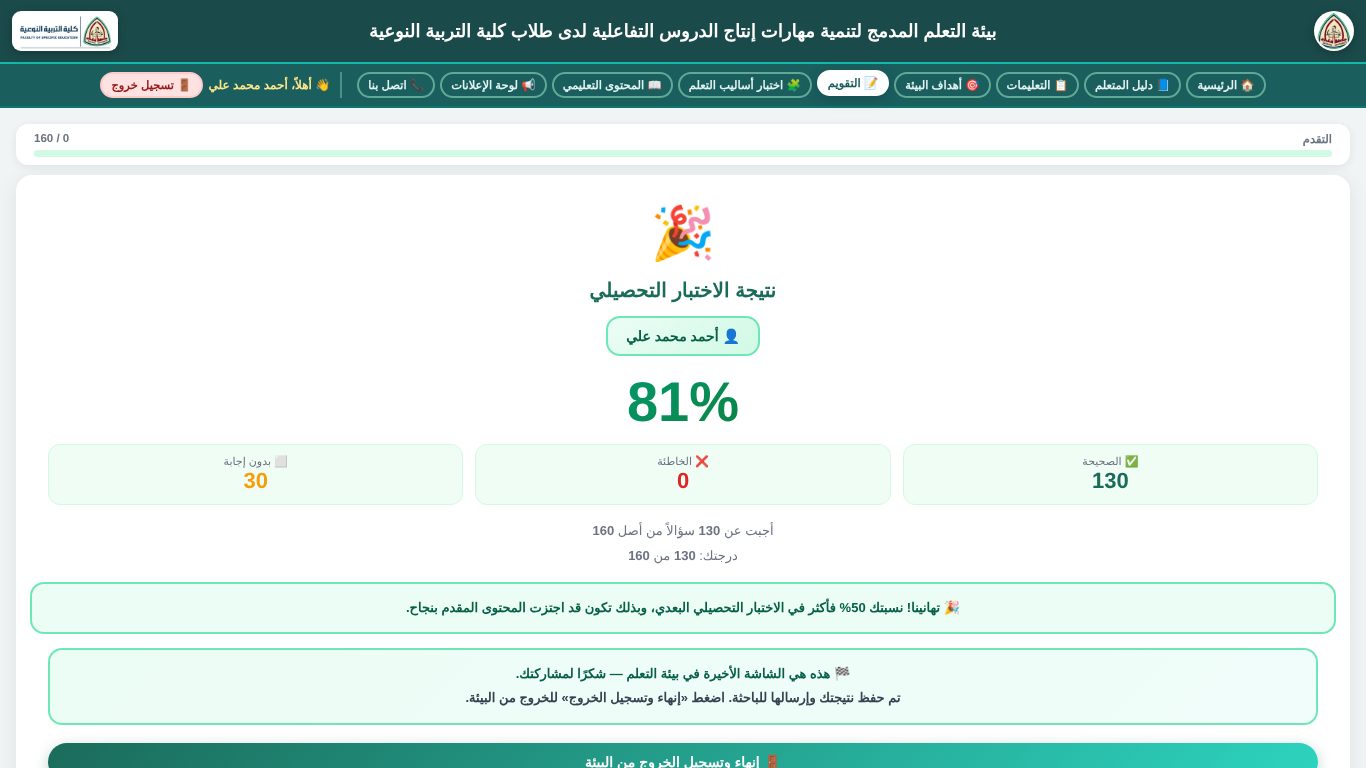 بيئة التعلم المدمج لتنمية مهارات إنتاج الدروس التفاعلية لدى طلاب كلية التربية النوعية
كلية التربية النوعية
FACULTY OF SPECIFIC EDUCATION
🏠 الرئيسية
📘 دليل المتعلم
📋 التعليمات
🎯 أهداف البيئة
📝 التقويم
🧩 اختبار أساليب التعلم
📖 المحتوى التعليمي
📢 لوحة الإعلانات
📞 اتصل بنا
👋 أهلاً، أحمد محمد علي
🚪 تسجيل خروج
التقدم
0 / 160
🎉
نتيجة الاختبار التحصيلي
👤 أحمد محمد علي
81%
✅ الصحيحة
130
❌ الخاطئة
0
⬜ بدون إجابة
30
أجبت عن 130 سؤالاً من أصل 160
درجتك: 130 من 160
🎉 تهانينا! نسبتك 50% فأكثر في الاختبار التحصيلي البعدي، وبذلك تكون قد اجتزت المحتوى المقدم بنجاح.
🏁 هذه هي الشاشة الأخيرة في بيئة التعلم — شكرًا لمشاركتك.
تم حفظ نتيجتك وإرسالها للباحثة. اضغط «إنهاء وتسجيل الخروج» للخروج من البيئة.
🚪 إنهاء وتسجيل الخروج من البيئة